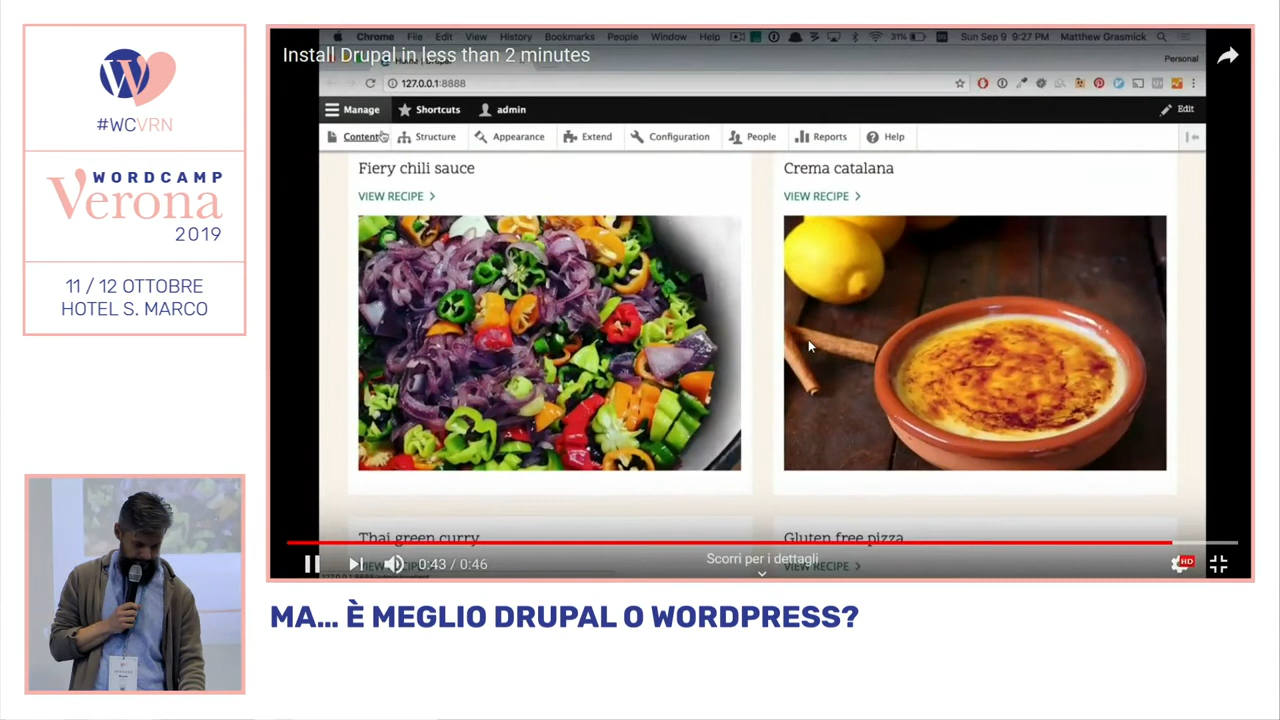 #WCVRN
WORDCAMP
Verona
2019
11 / 12 OTTOBRE
HOTEL S. MARCO
Chrome File Edit View History Bookmarks People Window Help 31% Sun Sep 9 9:27 PM Matthew Grasmick
Install Drupal in less than 2 minutes
Personal
127.0.0.1:8888
Manage Shortcuts admin Edit
Content Structure Appearance Extend Configuration People Reports Help
Fiery chili sauce
VIEW RECIPE >
Crema catalana
VIEW RECIPE >
Thai green curry
Gluten free pizza
VIEW RECIPE >
VIEW RECIPE >
Scorri per i dettagli
0:43 / 0:46
HD
MA... È MEGLIO DRUPAL O WORDPRESS?